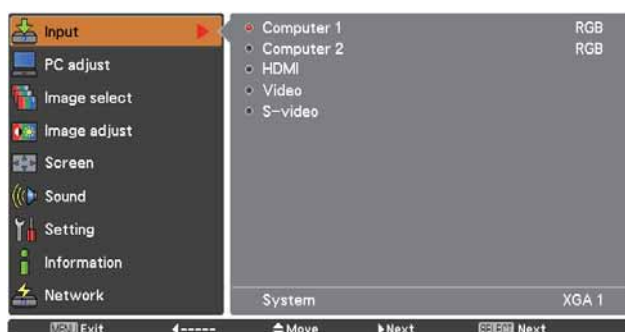 Input
PC adjust
Image select
Image adjust
Screen
Sound
Setting
Information
Network
Computer 1 RGB
Computer 2 RGB
HDMI
Video
S-video
System XGA 1
MENU Exit ◀----- ◆Move ▶Next SELECT Next